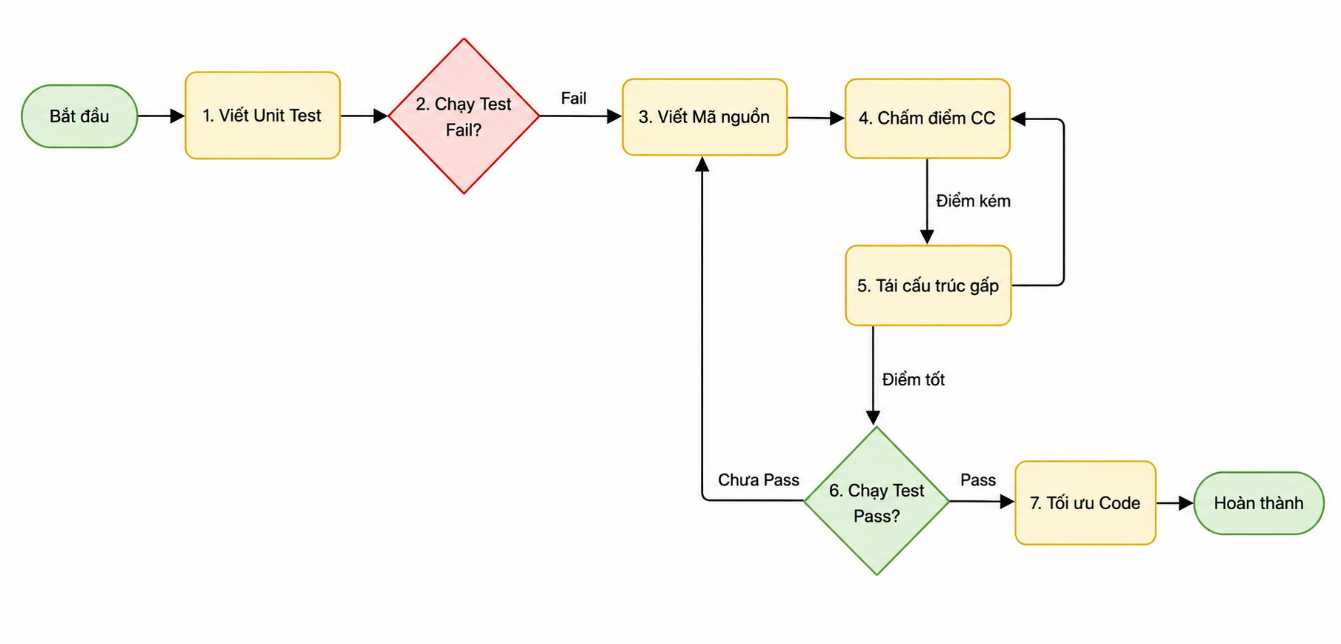 Bắt đầu
1. Viết Unit Test
2. Chạy Test
Fail?
Fail
3. Viết Mã nguồn
4. Chấm điểm CC
Điểm kém
5. Tái cấu trúc gấp
Điểm tốt
6. Chạy Test
Pass?
Chưa Pass
Pass
7. Tối ưu Code
Hoàn thành